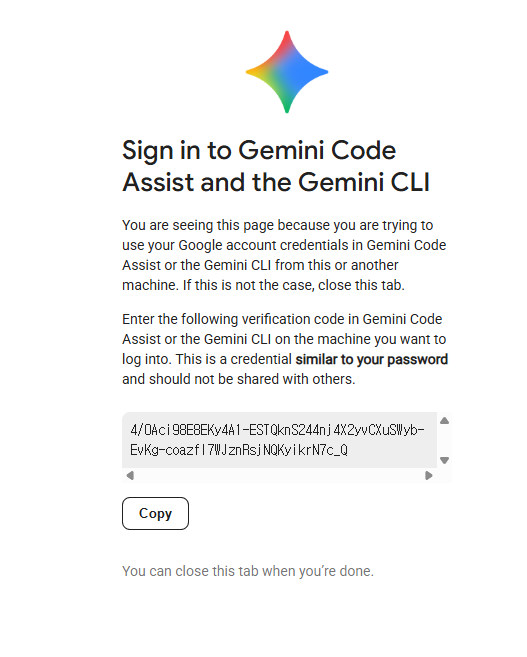 Sign in to Gemini Code
Assist and the Gemini CLI
You are seeing this page because you are trying to
use your Google account credentials in Gemini Code
Assist or the Gemini CLI from this or another
machine. If this is not the case, close this tab.
Enter the following verification code in Gemini Code
Assist or the Gemini CLI on the machine you want to
log into. This is a credential similar to your password
and should not be shared with others.
4/0Aci98E8EKy4A1-ESTQknS244nj4X2yvCXuSWyb-
EvKg-coazfI7WJznRsjNQKyikrN7c_Q
Copy
You can close this tab when you're done.